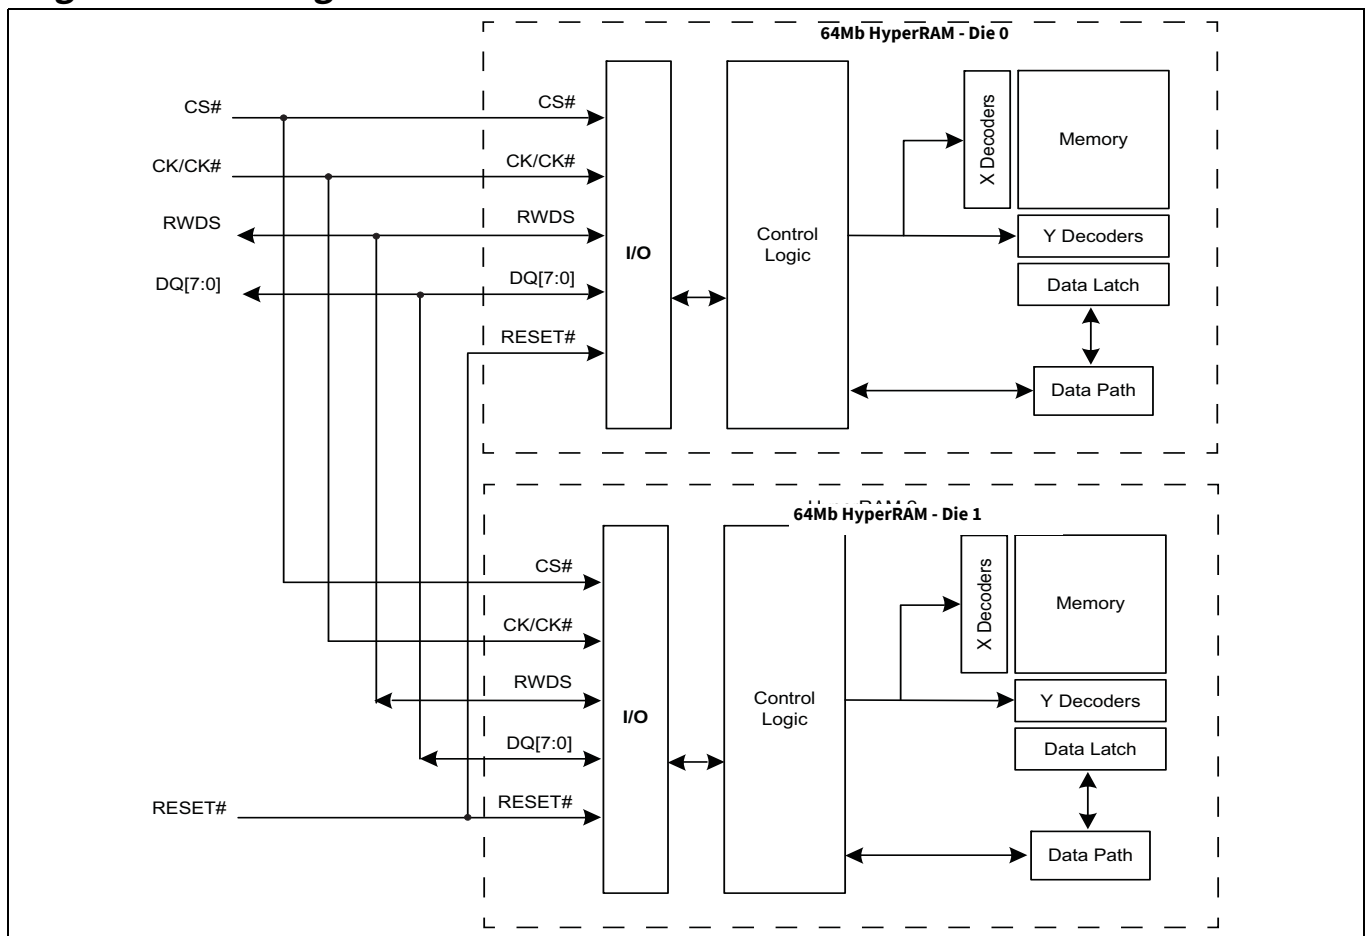 64Mb HyperRAM - Die 0
CS#
CK/CK#
RWDS
DQ[7:0]
CS#
CK/CK#
RWDS
DQ[7:0]
RESET#
I/O
Control
Logic
X Decoders
Memory
Y Decoders
Data Latch
Data Path
64Mb HyperRAM - Die 1
CS#
CK/CK#
RWDS
DQ[7:0]
RESET#
RESET#
I/O
Control
Logic
X Decoders
Memory
Y Decoders
Data Latch
Data Path